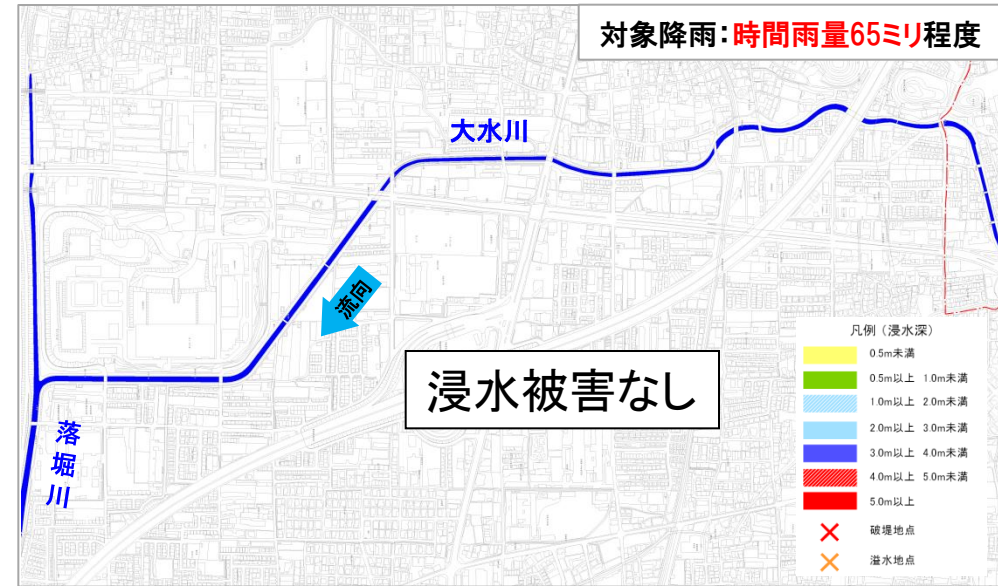 対象降雨：時間雨量65ミリ程度
大水川
流向
浸水被害なし
落堀川
凡例（浸水深）
0.5m未満
0.5m以上 1.0m未満
1.0m以上 2.0m未満
2.0m以上 3.0m未満
3.0m以上 4.0m未満
4.0m以上 5.0m未満
5.0m以上
破堤地点
溢水地点